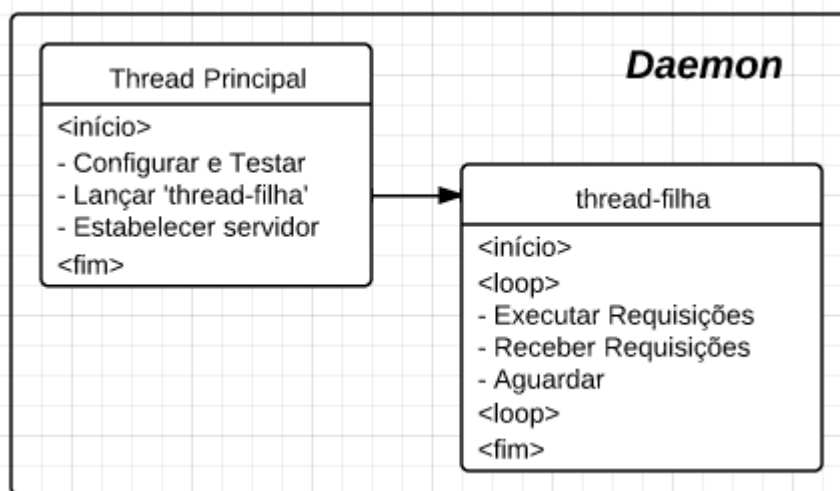 Daemon
Thread Principal
<início>
- Configurar e Testar
- Lançar 'thread-filha'
- Estabelecer servidor
<fim>
thread-filha
<início>
<loop>
- Executar Requisições
- Receber Requisições
- Aguardar
<loop>
<fim>